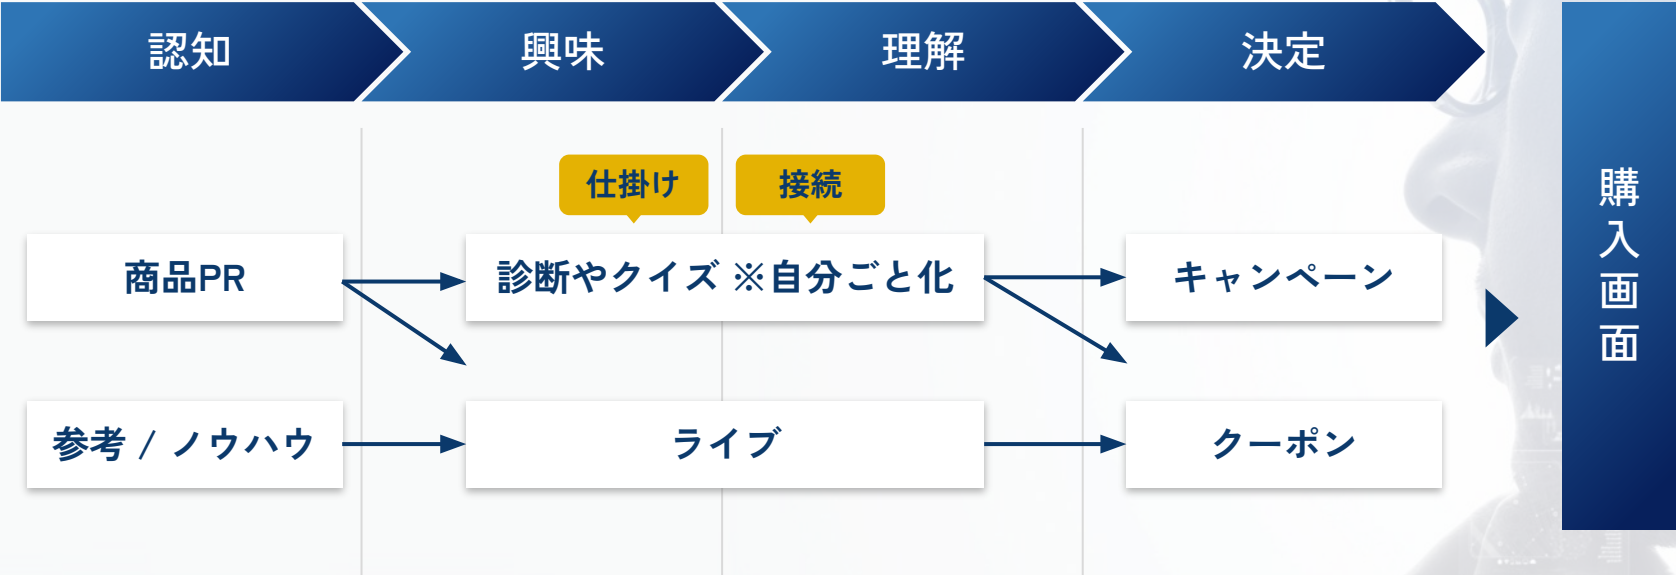 認知
興味
理解
決定
仕掛け
接続
商品PR
診断やクイズ ※自分ごと化
キャンペーン
参考 / ノウハウ
ライブ
クーポン
購入画面